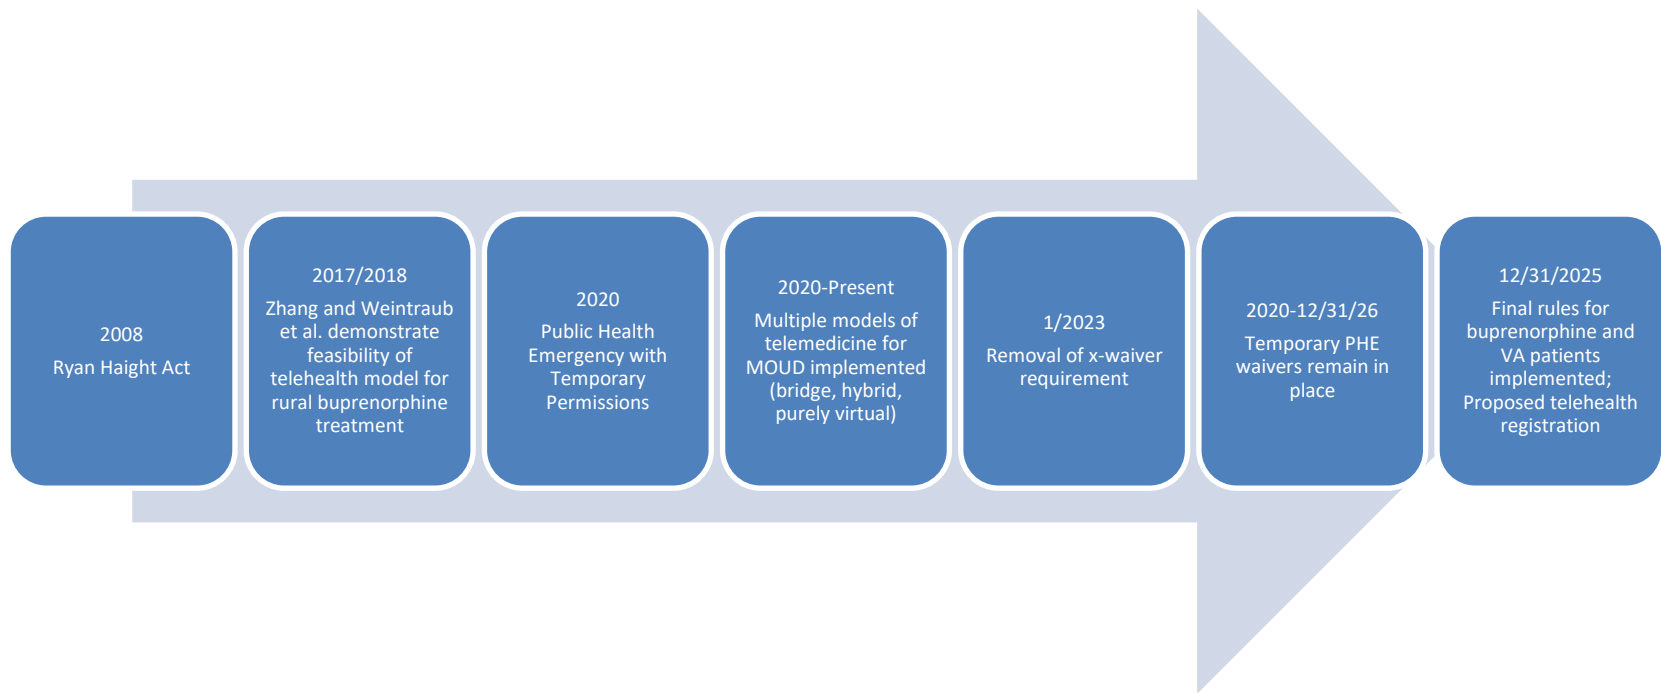 2008
Ryan Haight Act
2017/2018
Zhang and Weintraub
et al. demonstrate
feasibility of
telehealth model for
rural buprenorphine
treatment
2020
Public Health
Emergency with
Temporary
Permissions
2020-Present
Multiple models of
telemedicine for
MOUD implemented
(bridge, hybrid,
purely virtual)
1/2023
Removal of x-waiver
requirement
2020-12/31/26
Temporary PHE
waivers remain in
place
12/31/2025
Final rules for
buprenorphine and
VA patients
implemented;
Proposed telehealth
registration